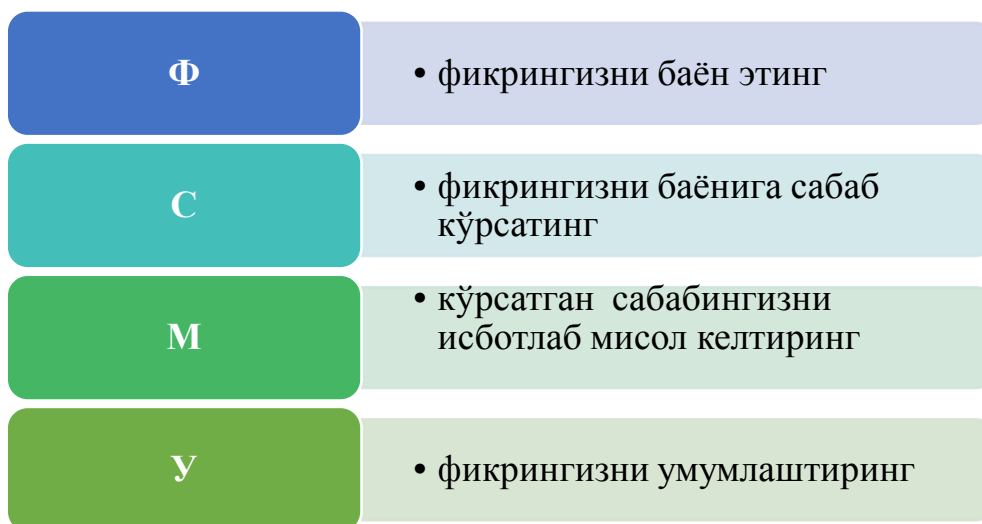 Ф
• фикрингизни баён этинг
С
• фикрингизни баёнига сабаб
кўрсатинг
М
• кўрсатган сабабингизни
исботлаб мисол келтиринг
У
• фикрингизни умумлаштиринг